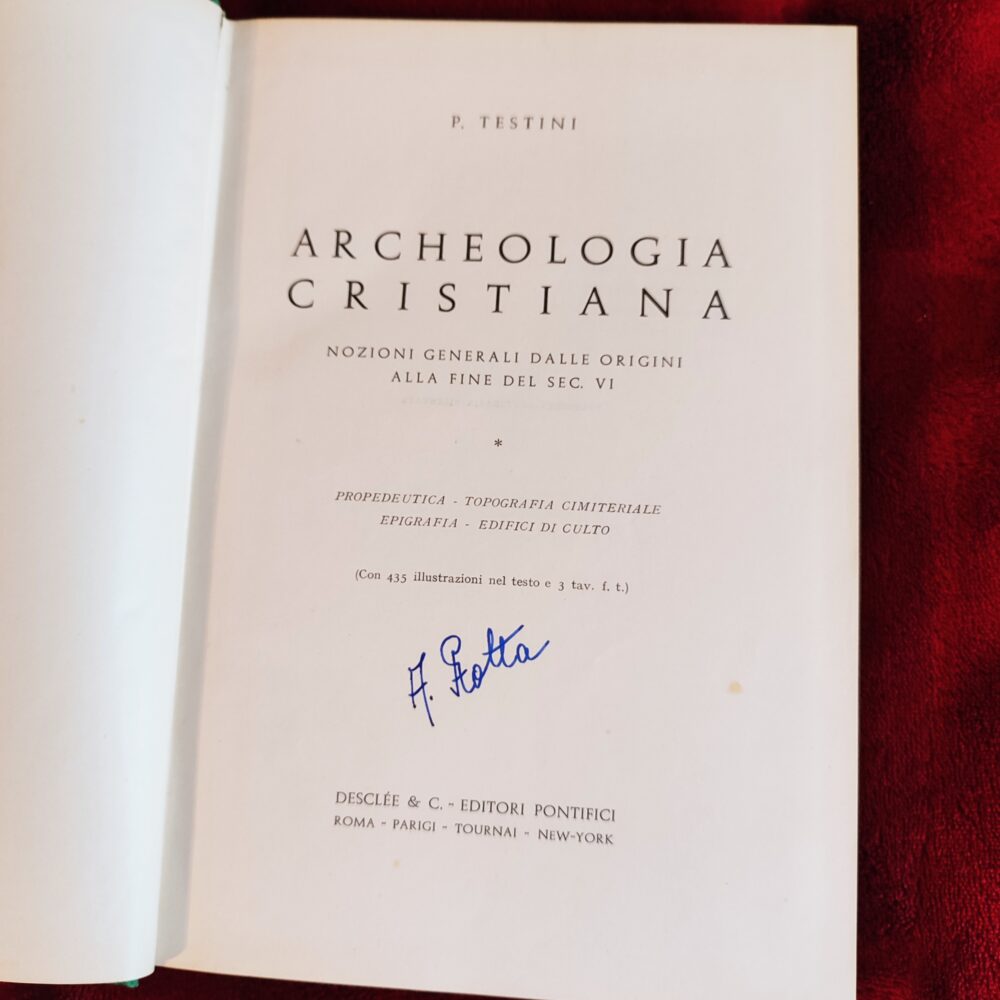 P. TESTINI
ARCHEOLOGIA
CRISTIANA
NOZIONI GENERALI DALLE ORIGINI
ALLA FINE DEL SEC. VI
*
PROPEDEUTICA - TOPOGRAFIA CIMITERIALE
EPIGRAFIA - EDIFICI DI CULTO
(Con 435 illustrazioni nel testo e 3 tav. f. t.)
DESCLÉE & C. - EDITORI PONTIFICI
ROMA - PARIGI - TOURNAI - NEW-YORK